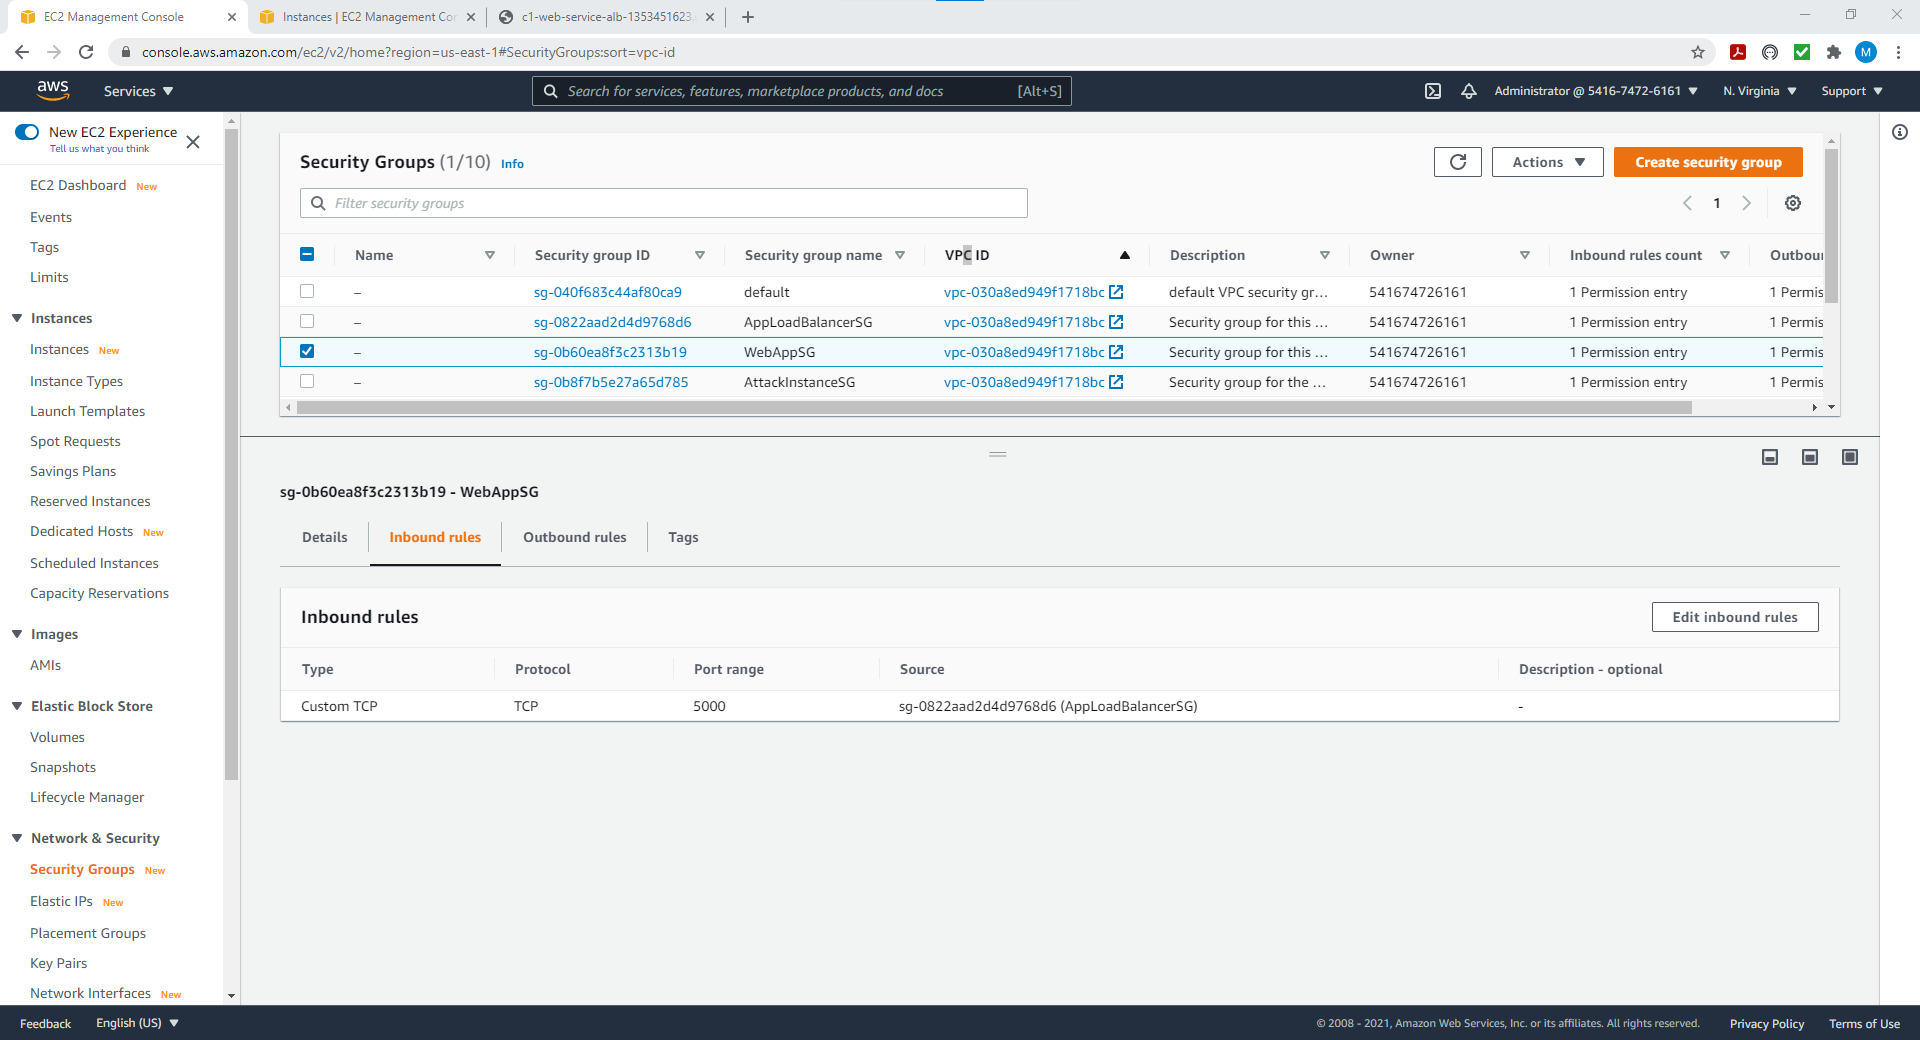 EC2 Management Console
Instances | EC2 Management Con
c1-web-service-alb-1353451623.
console.aws.amazon.com/ec2/v2/home?region=us-east-1#SecurityGroups:sort=vpc-id
M
aws
Services
Search for services, features, marketplace products, and docs [Alt+S]
Administrator @ 5416-7472-6161
N. Virginia
Support
New EC2 Experience
Tell us what you think
EC2 Dashboard New
Events
Tags
Limits
Instances
Instances New
Instance Types
Launch Templates
Spot Requests
Savings Plans
Reserved Instances
Dedicated Hosts New
Scheduled Instances
Capacity Reservations
Images
AMIs
Elastic Block Store
Volumes
Snapshots
Lifecycle Manager
Network & Security
Security Groups New
Elastic IPs New
Placement Groups
Key Pairs
Network Interfaces New
Security Groups (1/10) Info
Actions
Create security group
Filter security groups
1
Name Security group ID Security group name VPC ID Description Owner Inbound rules count Outbou
– sg-040f683c44af80ca9 default vpc-030a8ed949f1718bc default VPC security gr... 541674726161 1 Permission entry 1 Permis
– sg-0822aad2d4d9768d6 AppLoadBalancerSG vpc-030a8ed949f1718bc Security group for this ... 541674726161 1 Permission entry 1 Permis
– sg-0b60ea8f3c2313b19 WebAppSG vpc-030a8ed949f1718bc Security group for this ... 541674726161 1 Permission entry 1 Permis
– sg-0b8f7b5e27a65d785 AttackInstanceSG vpc-030a8ed949f1718bc Security group for the ... 541674726161 1 Permission entry 1 Permis
sg-0b60ea8f3c2313b19 - WebAppSG
Details Inbound rules Outbound rules Tags
Inbound rules
Edit inbound rules
Type Protocol Port range Source Description - optional
Custom TCP TCP 5000 sg-0822aad2d4d9768d6 (AppLoadBalancerSG) -
Feedback English (US)
© 2008 - 2021, Amazon Web Services, Inc. or its affiliates. All rights reserved. Privacy Policy Terms of Use